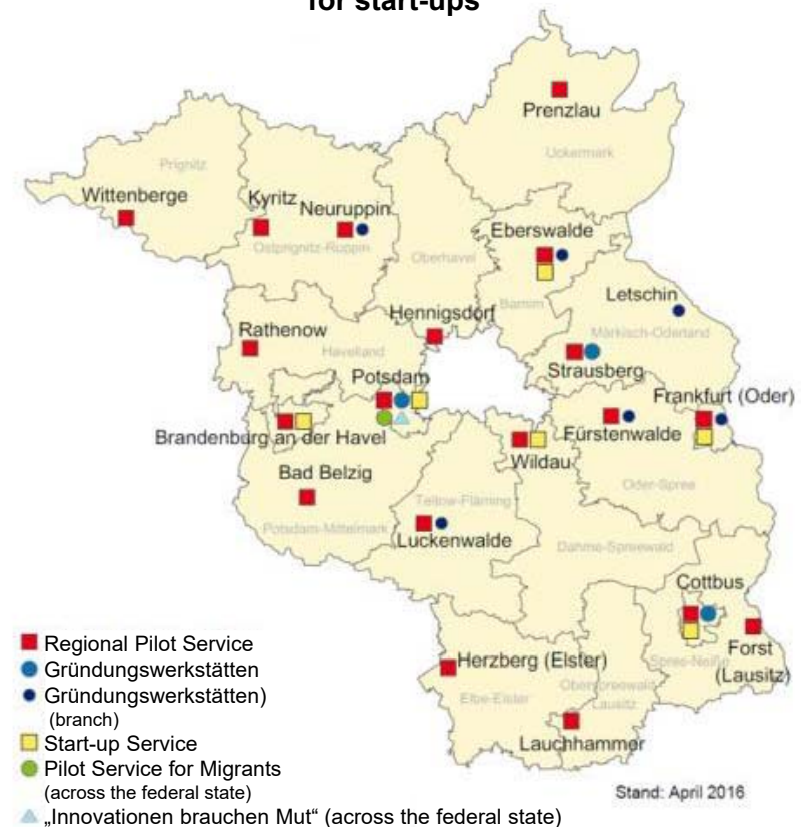 for start-ups
Prenzlau
Uckermark
Prignitz
Wittenberge
Kyritz
Neuruppin
Ostprignitz-Ruppin
Oberhavel
Eberswalde
Barnim
Letschin
Märkisch-Oderland
Hennigsdorf
Rathenow
Havelland
Strausberg
Potsdam
Frankfurt (Oder)
Brandenburg an der Havel
Fürstenwalde
Wildau
Bad Belzig
Oder-Spree
Teltow-Fläming
Potsdam-Mittelmark
Luckenwalde
Dahme-Spreewald
Cottbus
Forst
(Lausitz)
Spree-Neiße
Herzberg (Elster)
Elbe-Elster
Oberspreewald
Lausitz
Lauchhammer
Regional Pilot Service
Gründungswerkstätten
Gründungswerkstätten)
(branch)
Start-up Service
Pilot Service for Migrants
(across the federal state)
„Innovationen brauchen Mut“ (across the federal state)
Stand: April 2016